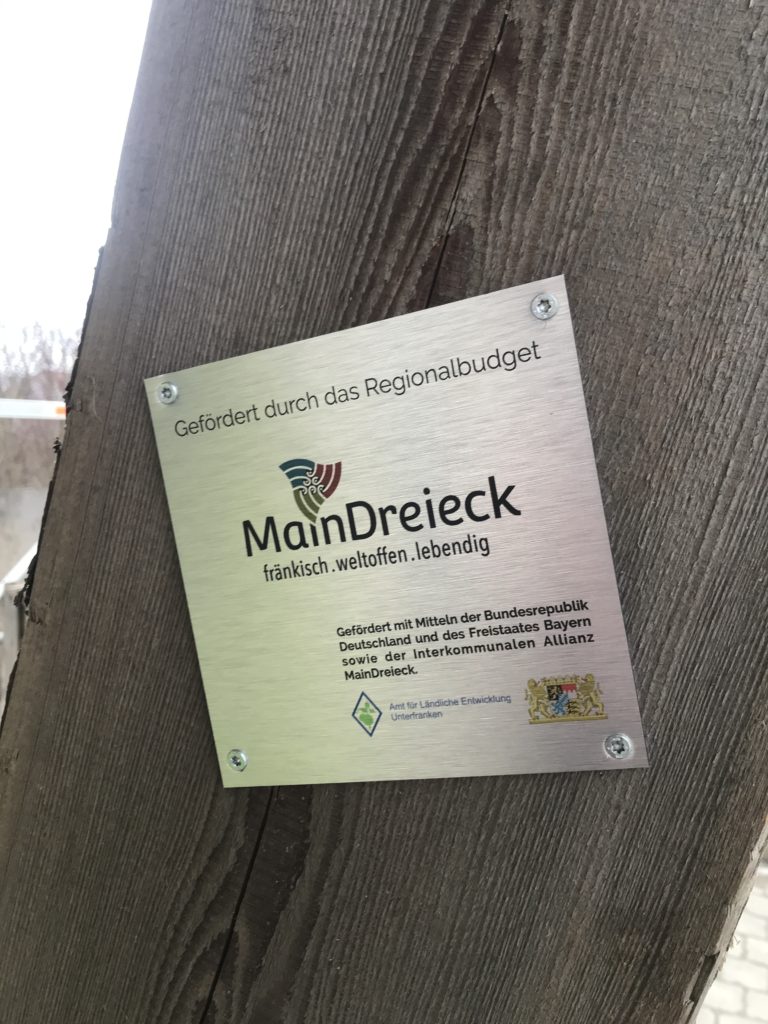 Gefördert durch das Regionalbudget
MainDreieck
fränkisch.weltoffen.lebendig
Gefördert mit Mitteln der Bundesrepublik
Deutschland und des Freistaates Bayern
sowie der Interkommunalen Allianz
MainDreieck.
Amt für Ländliche Entwicklung
Unterfranken